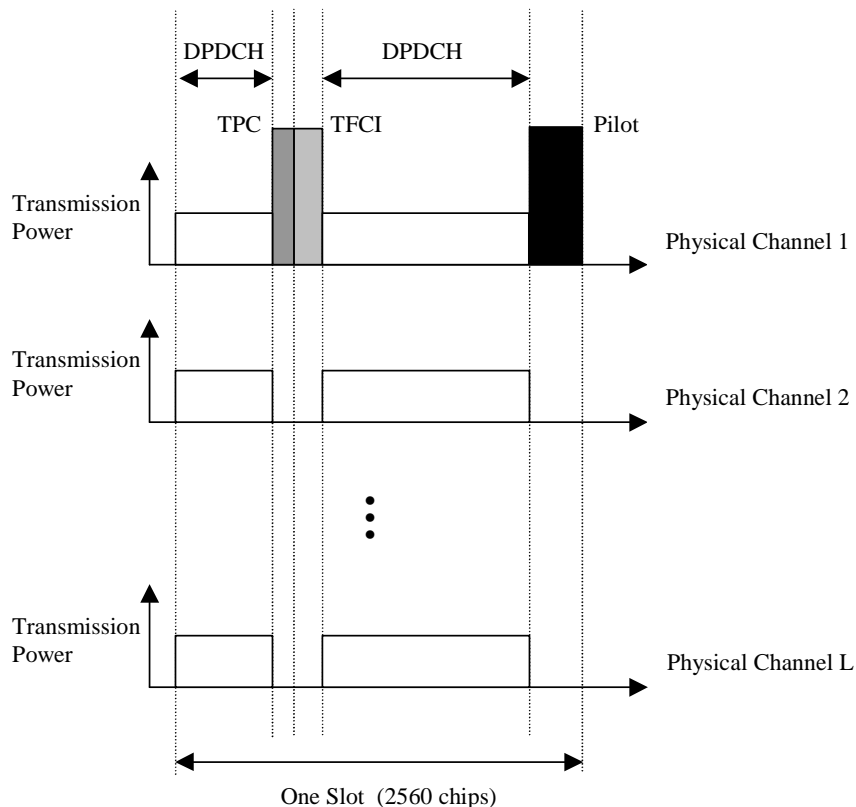 DPDCH DPDCH
TPC TFCI Pilot
Transmission
Power
Physical Channel 1
Transmission
Power
Physical Channel 2
Transmission
Power
Physical Channel L
One Slot (2560 chips)